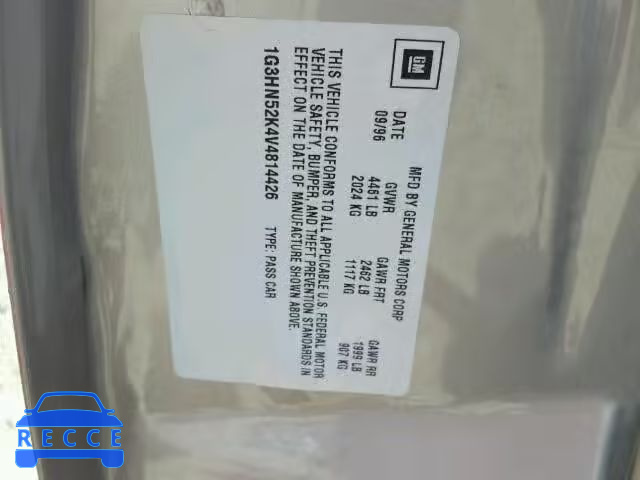 GM
MFD BY GENERAL MOTORS CORP
DATE GVWR GAWR FRT GAWR RR
09/96 4461 LB 2462 LB 1999 LB
2024 KG 1117 KG 907 KG
THIS VEHICLE CONFORMS TO ALL APPLICABLE U.S. FEDERAL MOTOR
VEHICLE SAFETY, BUMPER, AND THEFT PREVENTION STANDARDS IN
EFFECT ON THE DATE OF MANUFACTURE SHOWN ABOVE.
1G3HN52K4V4814426 TYPE: PASS CAR
RECCE